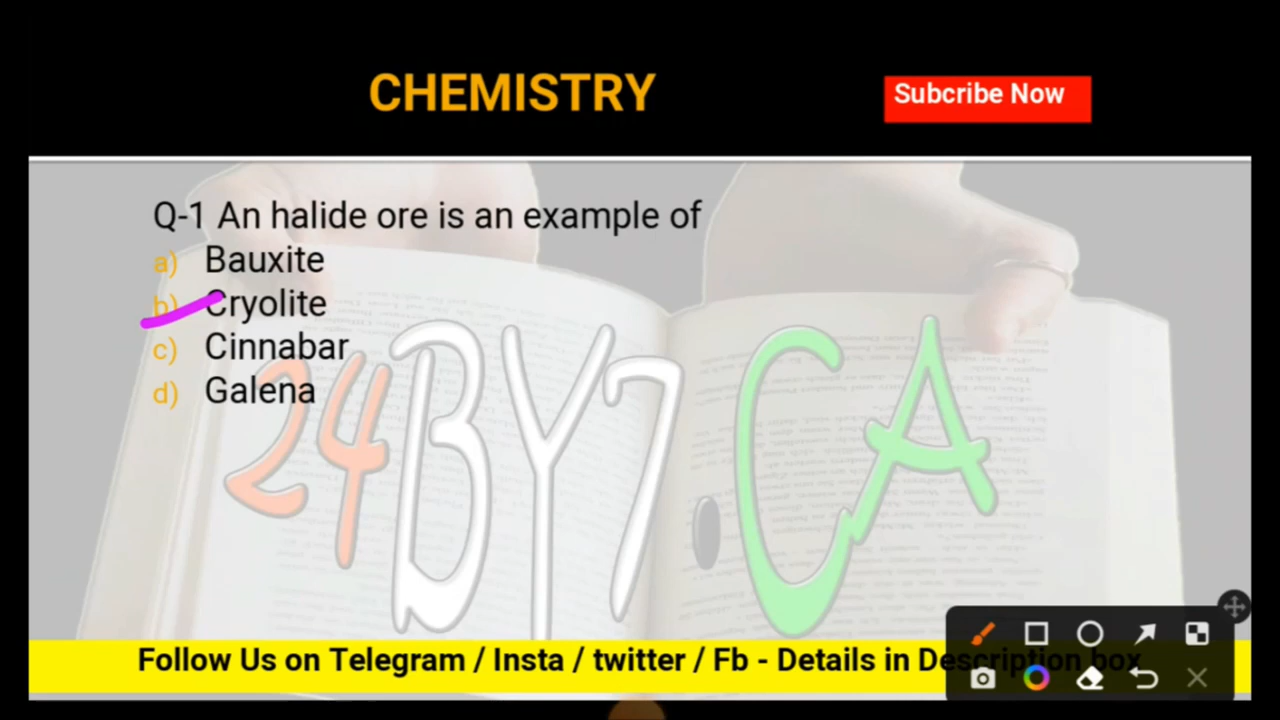 CHEMISTRY
Subcribe Now
Q-1 An halide ore is an example of
a) Bauxite
b) Cryolite
c) Cinnabar
d) Galena
24BY7.CA
Follow Us on Telegram / Insta / twitter / Fb - Details in Description box